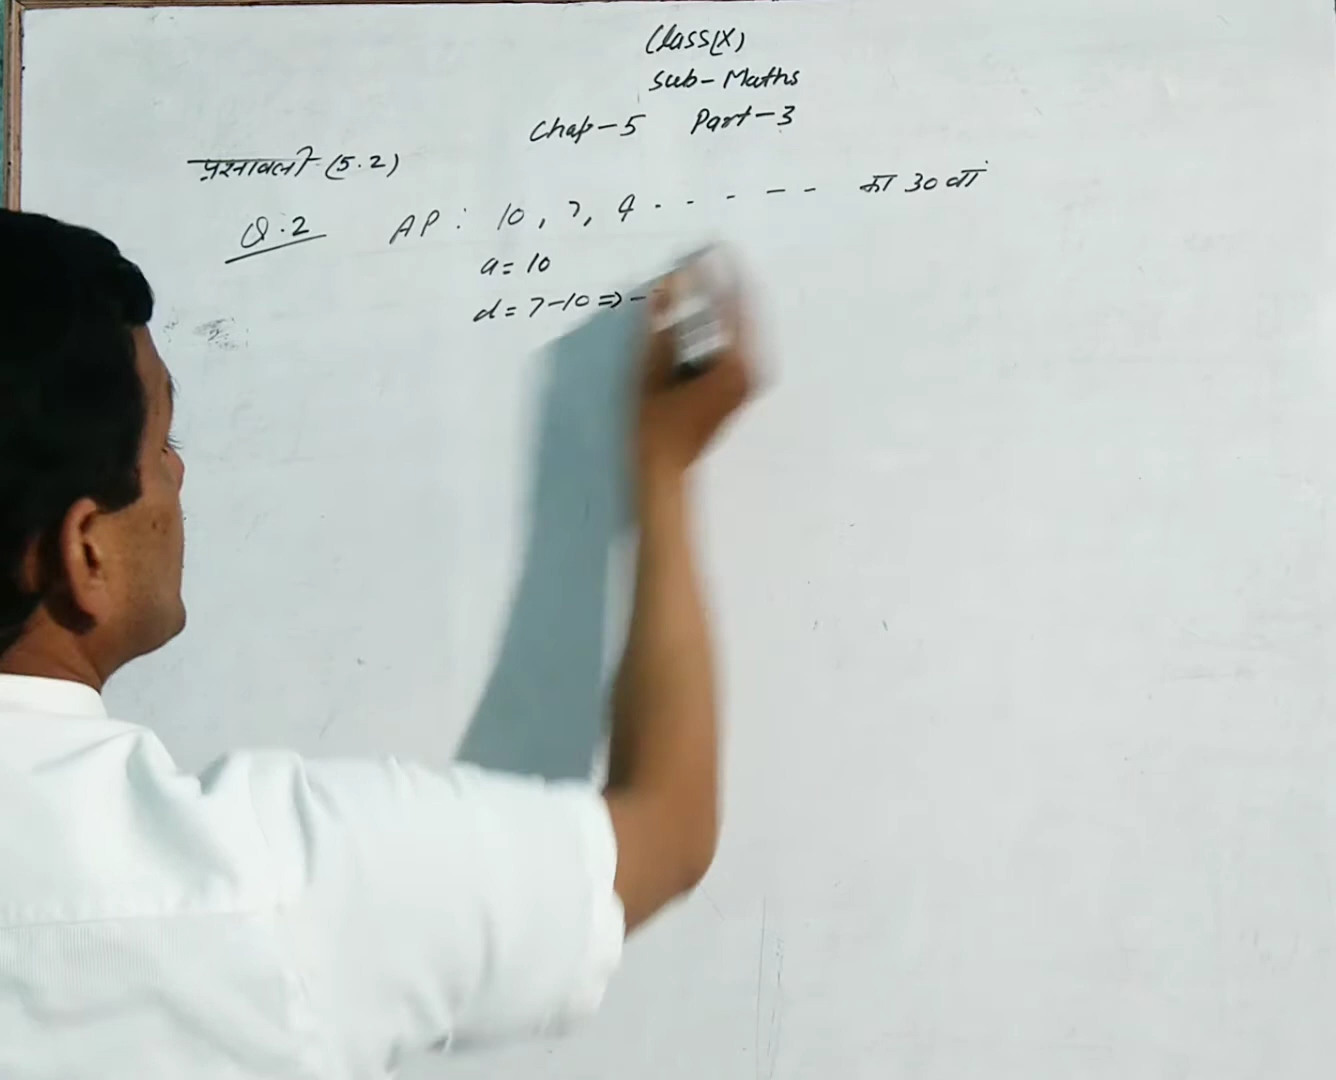 Class(X)
Sub-Maths
Chap-5 Part-3
प्रश्नावली (5.2)
Q.2 AP: 10, 7, 4 . - - - - का 30 वां
a = 10
d = 7-10 => -